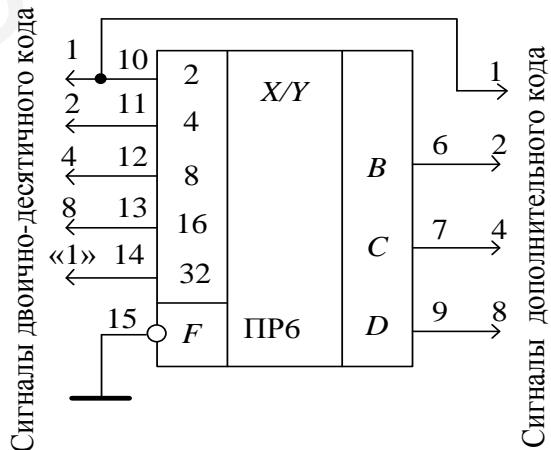 Сигналы двоично-десятичного кода
1 10 2
2 11 4
4 12 8
8 13 16
«1» 14 32
15 F
X/Y
ПР6
B 6 2
C 7 4
D 9 8
1
Сигналы дополнительного кода